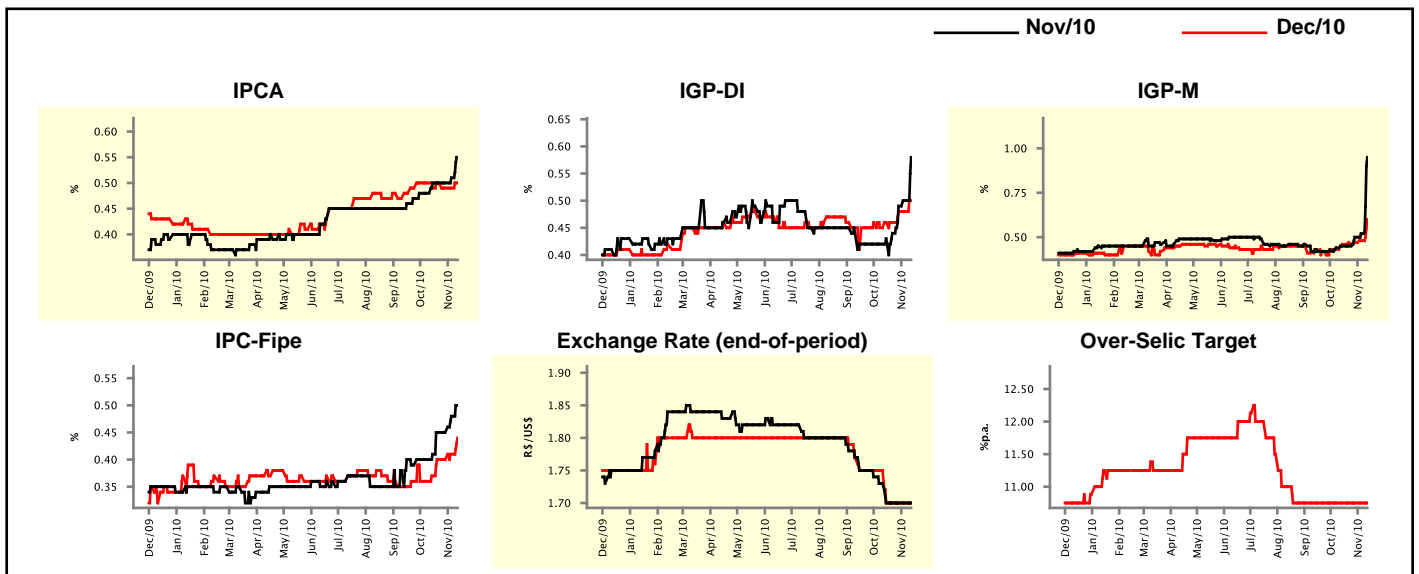 Nov/10 Dec/10
IPCA
0.60
0.55
0.50
0.45
0.40
%
Dec/09 Jan/10 Feb/10 Mar/10 Apr/10 May/10 Jun/10 Jul/10 Aug/10 Sep/10 Oct/10 Nov/10
IGP-DI
0.65
0.60
0.55
0.50
0.45
0.40
%
Dec/09 Jan/10 Feb/10 Mar/10 Apr/10 May/10 Jun/10 Jul/10 Aug/10 Sep/10 Oct/10 Nov/10
IGP-M
1.00
0.75
0.50
%
Dec/09 Jan/10 Feb/10 Mar/10 Apr/10 May/10 Jun/10 Jul/10 Aug/10 Sep/10 Oct/10 Nov/10
IPC-Fipe
0.55
0.50
0.45
0.40
0.35
%
Dec/09 Jan/10 Feb/10 Mar/10 Apr/10 May/10 Jun/10 Jul/10 Aug/10 Sep/10 Oct/10 Nov/10
Exchange Rate (end-of-period)
1.90
1.85
1.80
1.75
1.70
R$/US$
Dec/09 Jan/10 Feb/10 Mar/10 Apr/10 May/10 Jun/10 Jul/10 Aug/10 Sep/10 Oct/10 Nov/10
Over-Selic Target
12.50
12.00
11.50
11.00
%p.a.
Dec/09 Jan/10 Feb/10 Mar/10 Apr/10 May/10 Jun/10 Jul/10 Aug/10 Sep/10 Oct/10 Nov/10